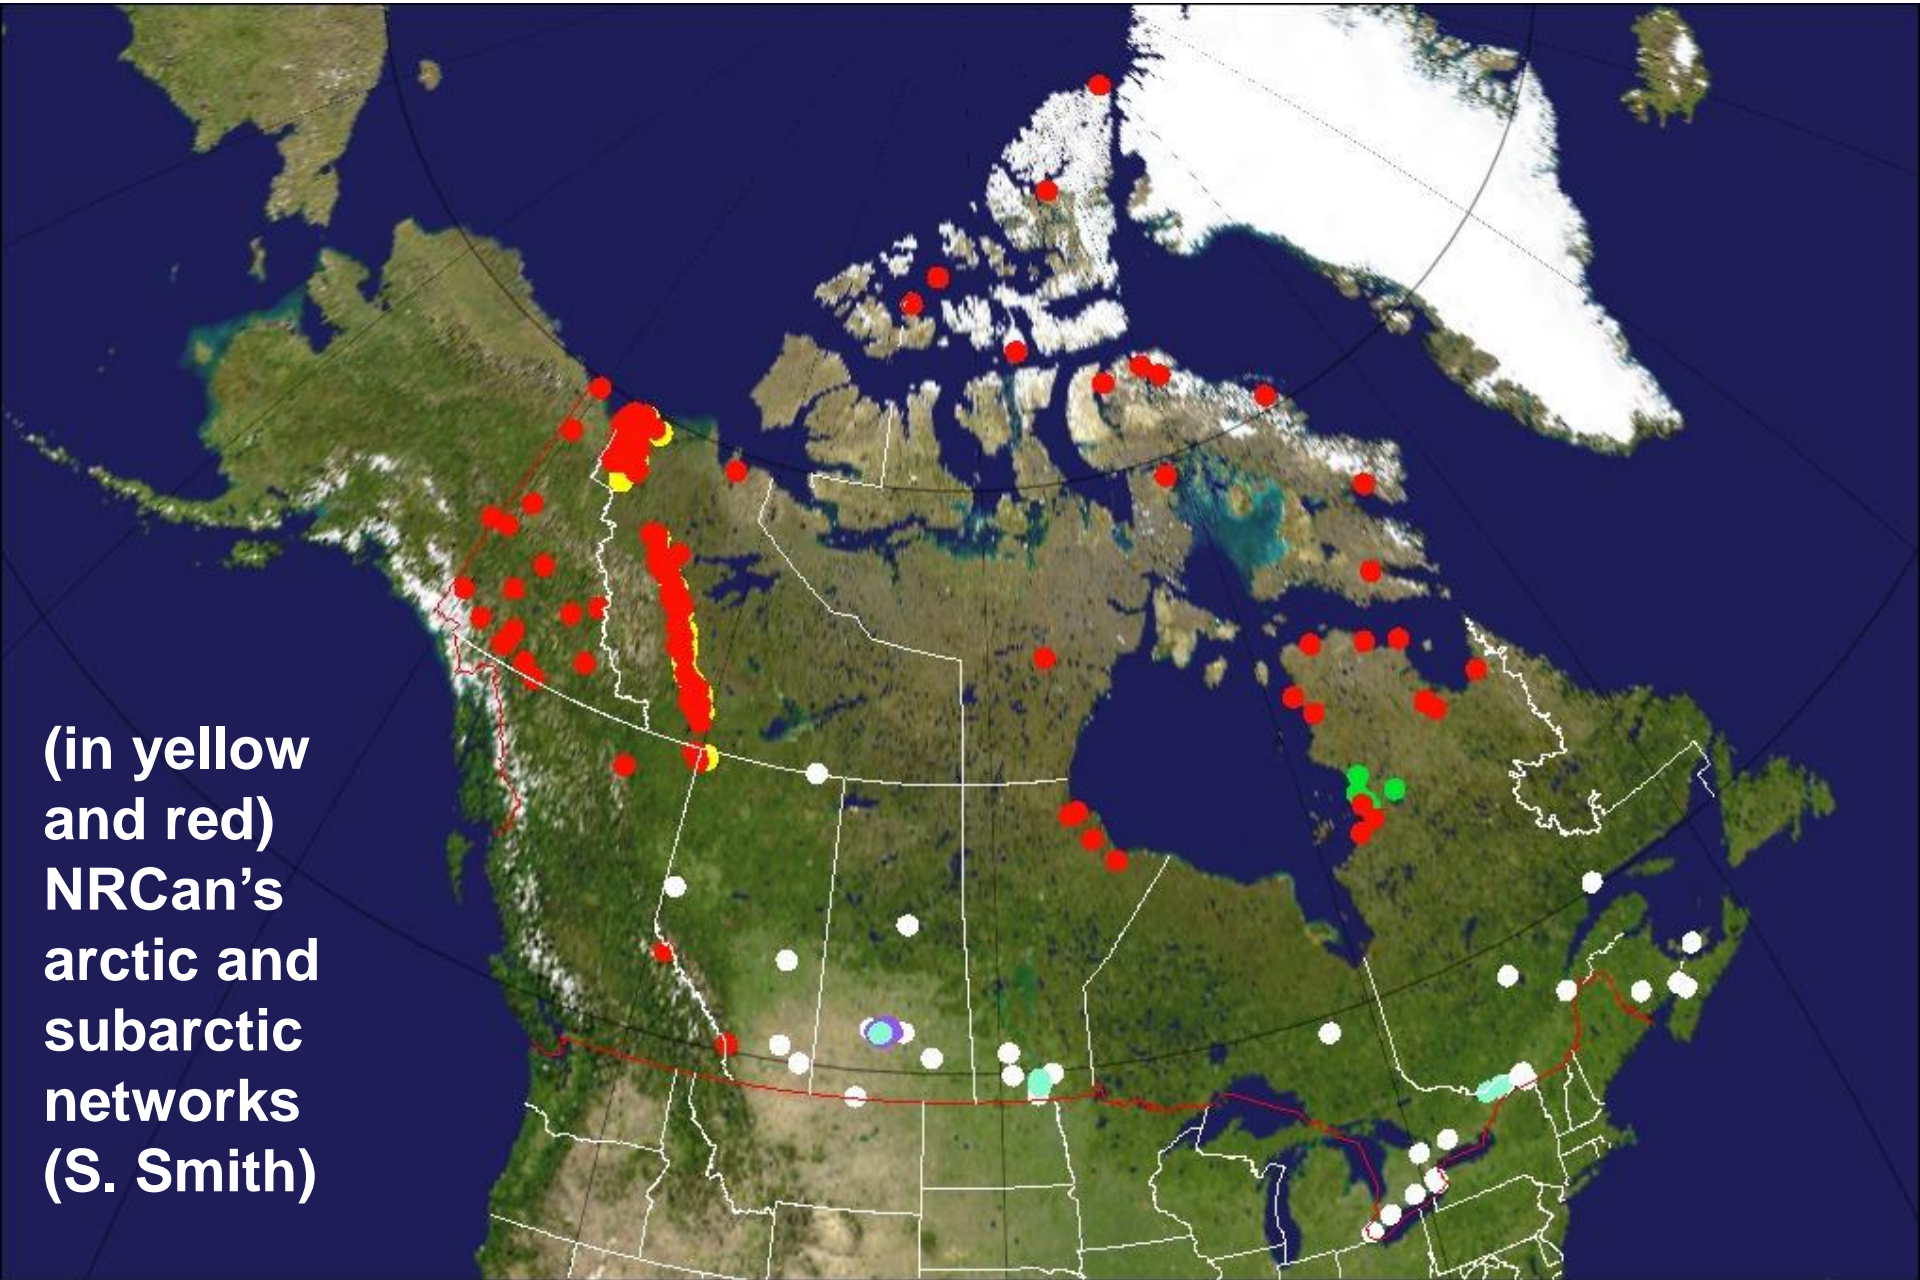 (in yellow
and red)
NRCan’s
arctic and
subarctic
networks
(S. Smith)